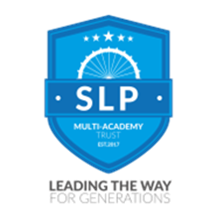 · SLP ·
MULTI-ACADEMY
TRUST
EST.2017
LEADING THE WAY
FOR GENERATIONS